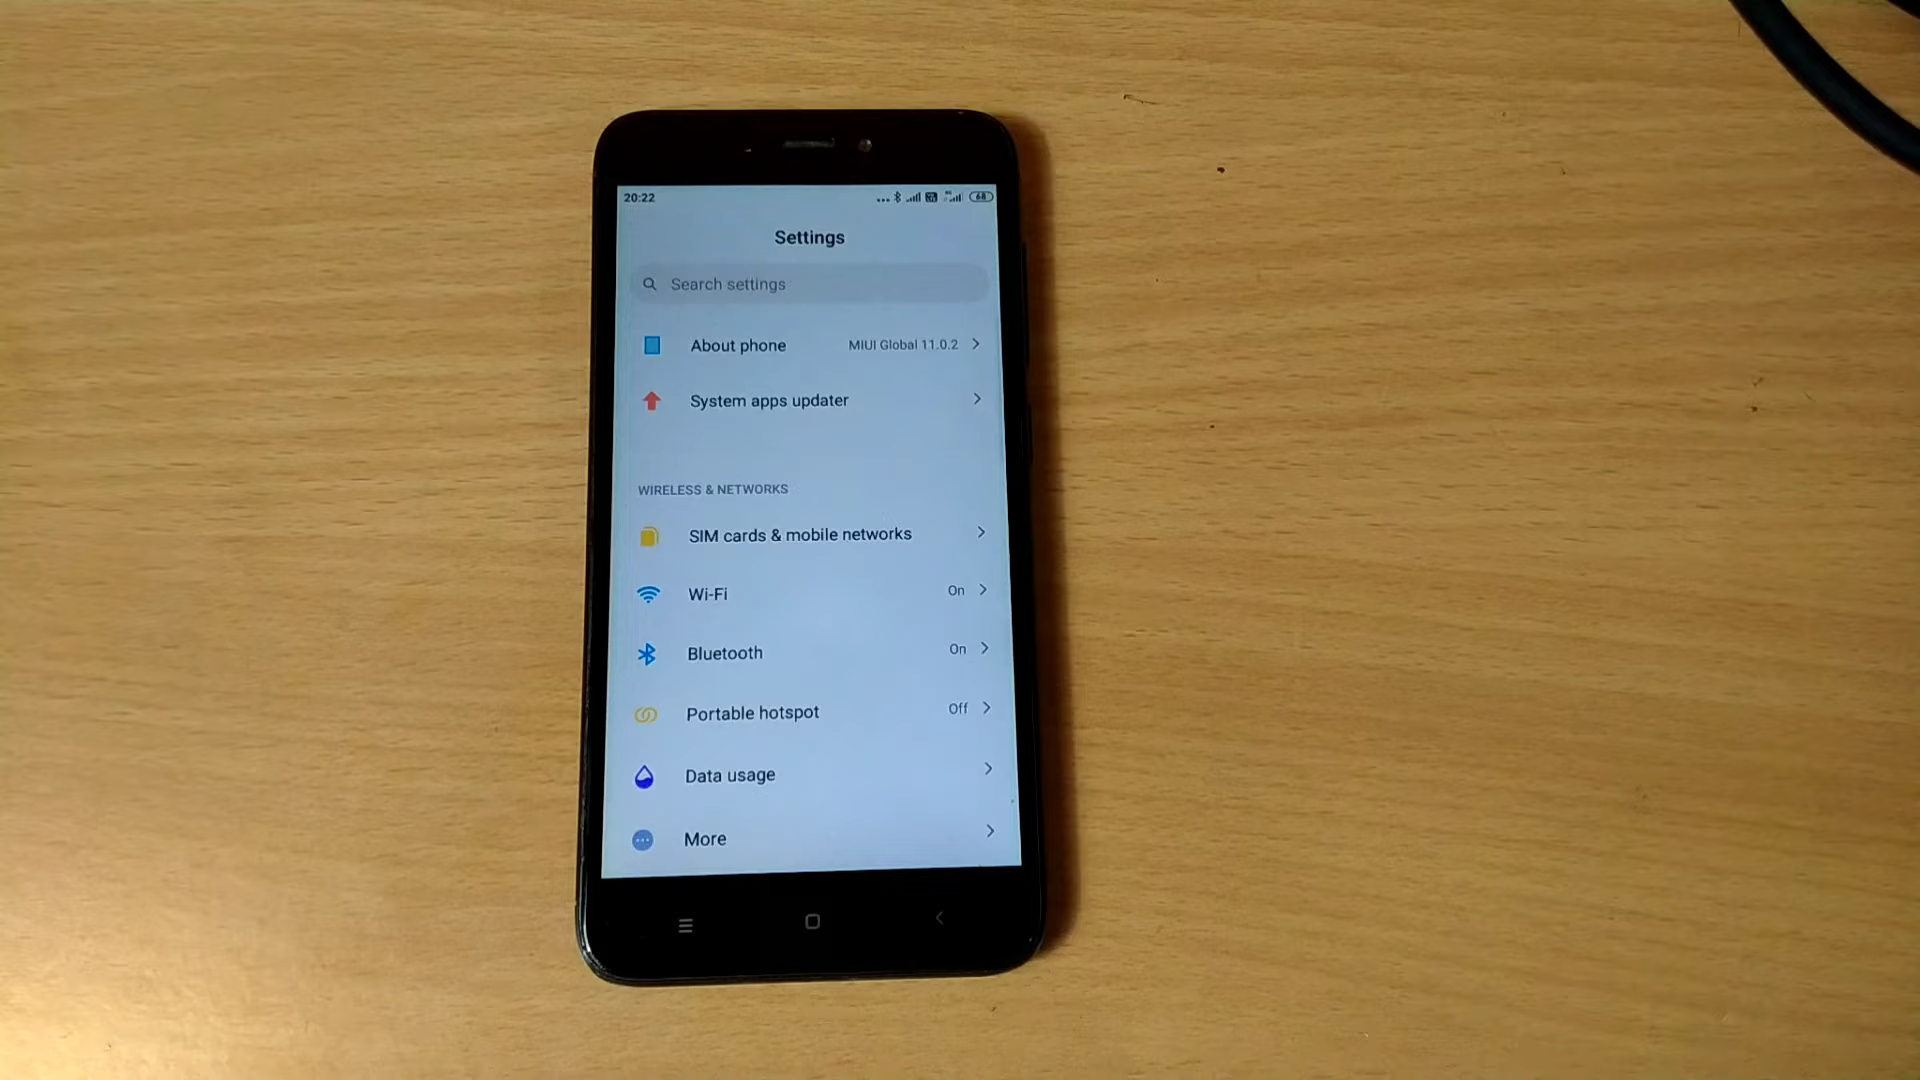 20:22 68
Settings
Search settings
About phone MIUI Global 11.0.2
System apps updater
WIRELESS & NETWORKS
SIM cards & mobile networks
Wi-Fi On
Bluetooth On
Portable hotspot Off
Data usage
More